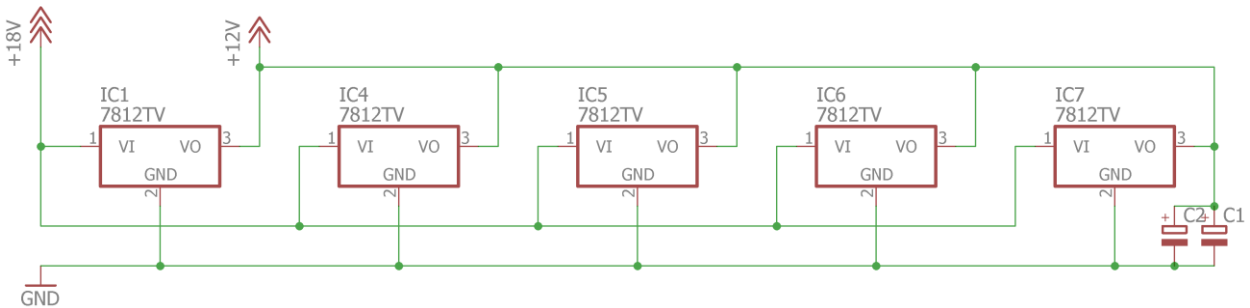 +18V
+12V
IC1
7812TV
1 VI VO 3
GND
2
IC4
7812TV
1 VI VO 3
GND
2
IC5
7812TV
1 VI VO 3
GND
2
IC6
7812TV
1 VI VO 3
GND
2
IC7
7812TV
1 VI VO 3
GND
2
+ C2
+ C1
GND